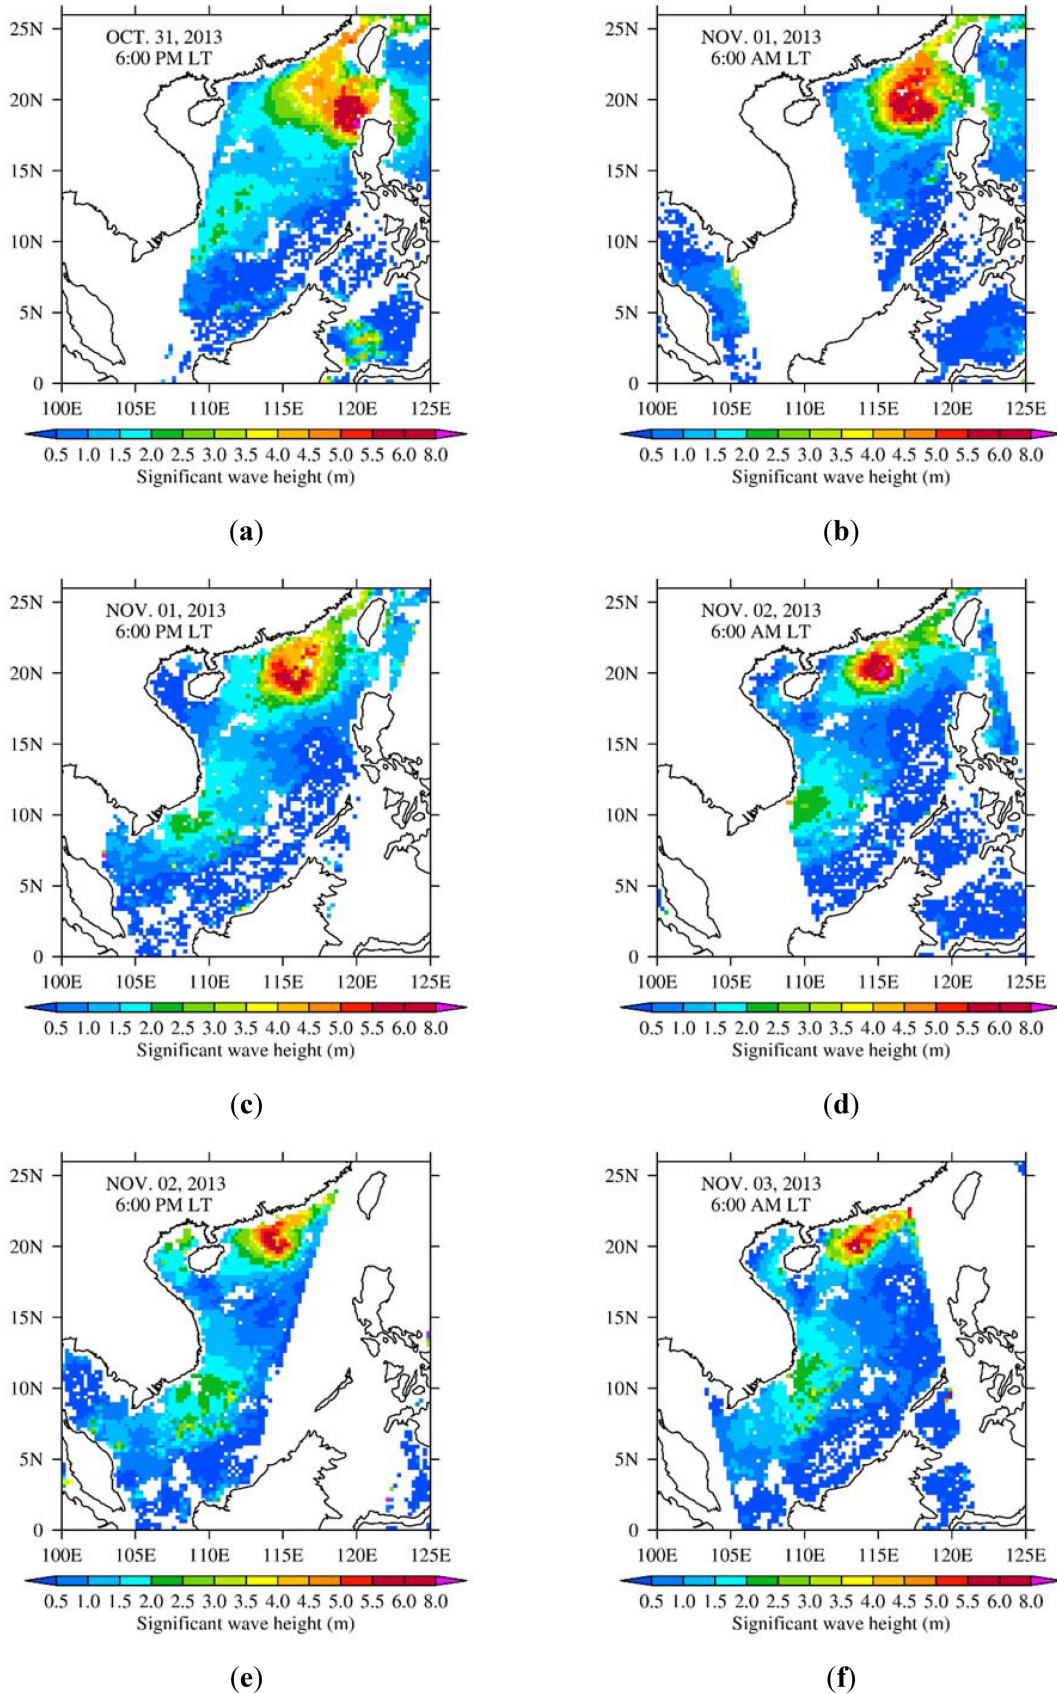 25N
OCT. 31, 2013
6:00 PM LT
20N
15N
10N
5N
0
100E 105E 110E 115E 120E 125E
0.5 1.0 1.5 2.0 2.5 3.0 3.5 4.0 4.5 5.0 5.5 6.0 8.0
Significant wave height (m)
(a)
25N
NOV. 01, 2013
6:00 AM LT
20N
15N
10N
5N
0
100E 105E 110E 115E 120E 125E
0.5 1.0 1.5 2.0 2.5 3.0 3.5 4.0 4.5 5.0 5.5 6.0 8.0
Significant wave height (m)
(b)
25N
NOV. 01, 2013
6:00 PM LT
20N
15N
10N
5N
0
100E 105E 110E 115E 120E 125E
0.5 1.0 1.5 2.0 2.5 3.0 3.5 4.0 4.5 5.0 5.5 6.0 8.0
Significant wave height (m)
(c)
25N
NOV. 02, 2013
6:00 AM LT
20N
15N
10N
5N
0
100E 105E 110E 115E 120E 125E
0.5 1.0 1.5 2.0 2.5 3.0 3.5 4.0 4.5 5.0 5.5 6.0 8.0
Significant wave height (m)
(d)
25N
NOV. 02, 2013
6:00 PM LT
20N
15N
10N
5N
0
100E 105E 110E 115E 120E 125E
0.5 1.0 1.5 2.0 2.5 3.0 3.5 4.0 4.5 5.0 5.5 6.0 8.0
Significant wave height (m)
(e)
25N
NOV. 03, 2013
6:00 AM LT
20N
15N
10N
5N
0
100E 105E 110E 115E 120E 125E
0.5 1.0 1.5 2.0 2.5 3.0 3.5 4.0 4.5 5.0 5.5 6.0 8.0
Significant wave height (m)
(f)